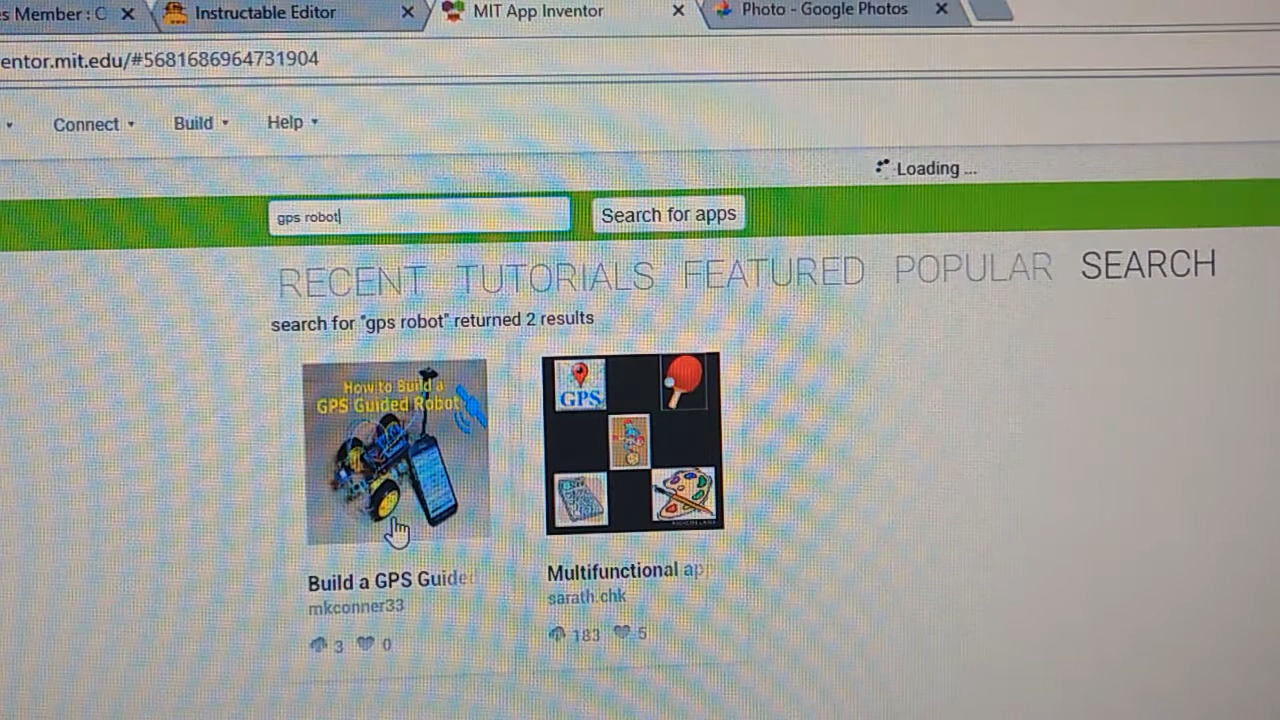 s Member : C
Instructable Editor
MIT App Inventor
Photo - Google Photos
entor.mit.edu/#5681686964731904
Connect
Build
Help
Loading ...
gps robot
Search for apps
RECENT TUTORIALS FEATURED POPULAR SEARCH
search for "gps robot" returned 2 results
How to Build a
GPS Guided Robot
GPS
Build a GPS Guided
mkconner33
3 0
Multifunctional ap
sarath.chk
183 5